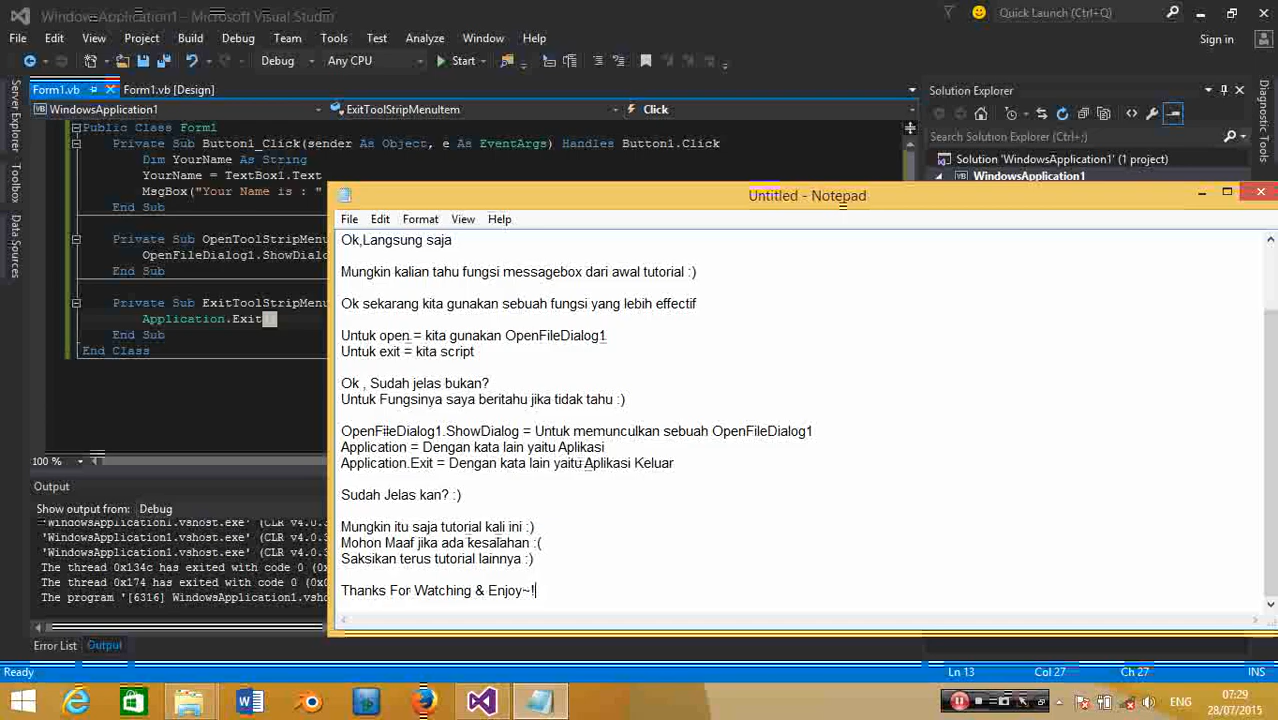 WindowsApplication1 - Microsoft Visual Studio
Quick Launch (Ctrl+Q)
File Edit View Project Build Debug Team Tools Test Analyze Window Help
Sign in
Debug Any CPU Start
Form1.vb Form1.vb [Design]
WindowsApplication1 ExitToolStripMenuItem Click
Server Explorer
Toolbox
Data Sources
Public Class Form1
Private Sub Button1_Click(sender As Object, e As EventArgs) Handles Button1.Click
Dim YourName As String
YourName = TextBox1.Text
MsgBox("Your Name is : "
End Sub
Private Sub OpenToolStripMenu
OpenFileDialog1.ShowDialo
End Sub
Private Sub ExitToolStripMenu
Application.Exit
End Sub
End Class
100 %
Output
Show output from: Debug
'WindowsApplication1.vshost.exe' (CLR v4.0.3
'WindowsApplication1.vshost.exe' (CLR v4.0.3
'WindowsApplication1.vshost.exe' (CLR v4.0.3
The thread 0x134c has exited with code 0 (0x
The thread 0x174 has exited with code 0 (0x0
The program '[6316] WindowsApplication1.vsho
Error List Output
Solution Explorer
Search Solution Explorer (Ctrl+;)
Solution 'WindowsApplication1' (1 project)
WindowsApplication1
Diagnostic Tools
Untitled - Notepad
File Edit Format View Help
Ok,Langsung saja
Mungkin kalian tahu fungsi messagebox dari awal tutorial :)
Ok sekarang kita gunakan sebuah fungsi yang lebih effectif
Untuk open = kita gunakan OpenFileDialog1
Untuk exit = kita script
Ok , Sudah jelas bukan?
Untuk Fungsinya saya beritahu jika tidak tahu :)
OpenFileDialog1.ShowDialog = Untuk memunculkan sebuah OpenFileDialog1
Application = Dengan kata lain yaitu Aplikasi
Application.Exit = Dengan kata lain yaitu Aplikasi Keluar
Sudah Jelas kan? :)
Mungkin itu saja tutorial kali ini :)
Mohon Maaf jika ada kesalahan :(
Saksikan terus tutorial lainnya :)
Thanks For Watching & Enjoy~!
Ready Ln 13 Col 27 Ch 27 INS
ENG
07:29
28/07/2015